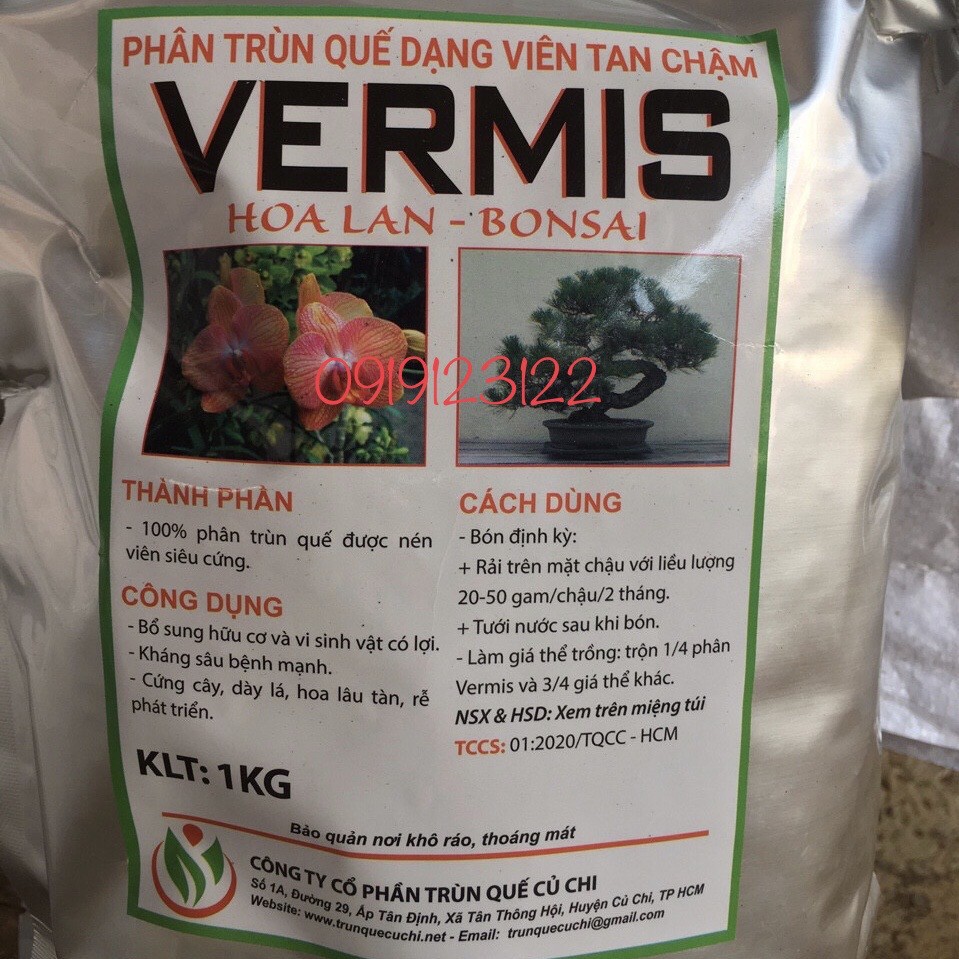 PHÂN TRÙN QUẾ DẠNG VIÊN TAN CHẬM
VERMIS
HOA LAN - BONSAI
0919123122
THÀNH PHẦN
- 100% phân trùn quế được nén
viên siêu cứng.
CÔNG DỤNG
- Bổ sung hữu cơ và vi sinh vật có lợi.
- Kháng sâu bệnh mạnh.
- Cứng cây, dày lá, hoa lâu tàn, rễ
phát triển.
KLT: 1KG
CÁCH DÙNG
- Bón định kỳ:
+ Rải trên mặt chậu với liều lượng
20-50 gam/chậu/2 tháng.
+ Tưới nước sau khi bón.
- Làm giá thể trồng: trộn 1/4 phân
Vermis và 3/4 giá thể khác.
NSX & HSD: Xem trên miệng túi
TCCS: 01:2020/TQCC - HCM
Bảo quản nơi khô ráo, thoáng mát
CÔNG TY CỔ PHẦN TRÙN QUẾ CỦ CHI
Số 1A, Đường 29, Ấp Tân Định, Xã Tân Thông Hội, Huyện Củ Chi, TP HCM
Website: www.trunquecuchi.net - Email: trunquecuchi@gmail.com